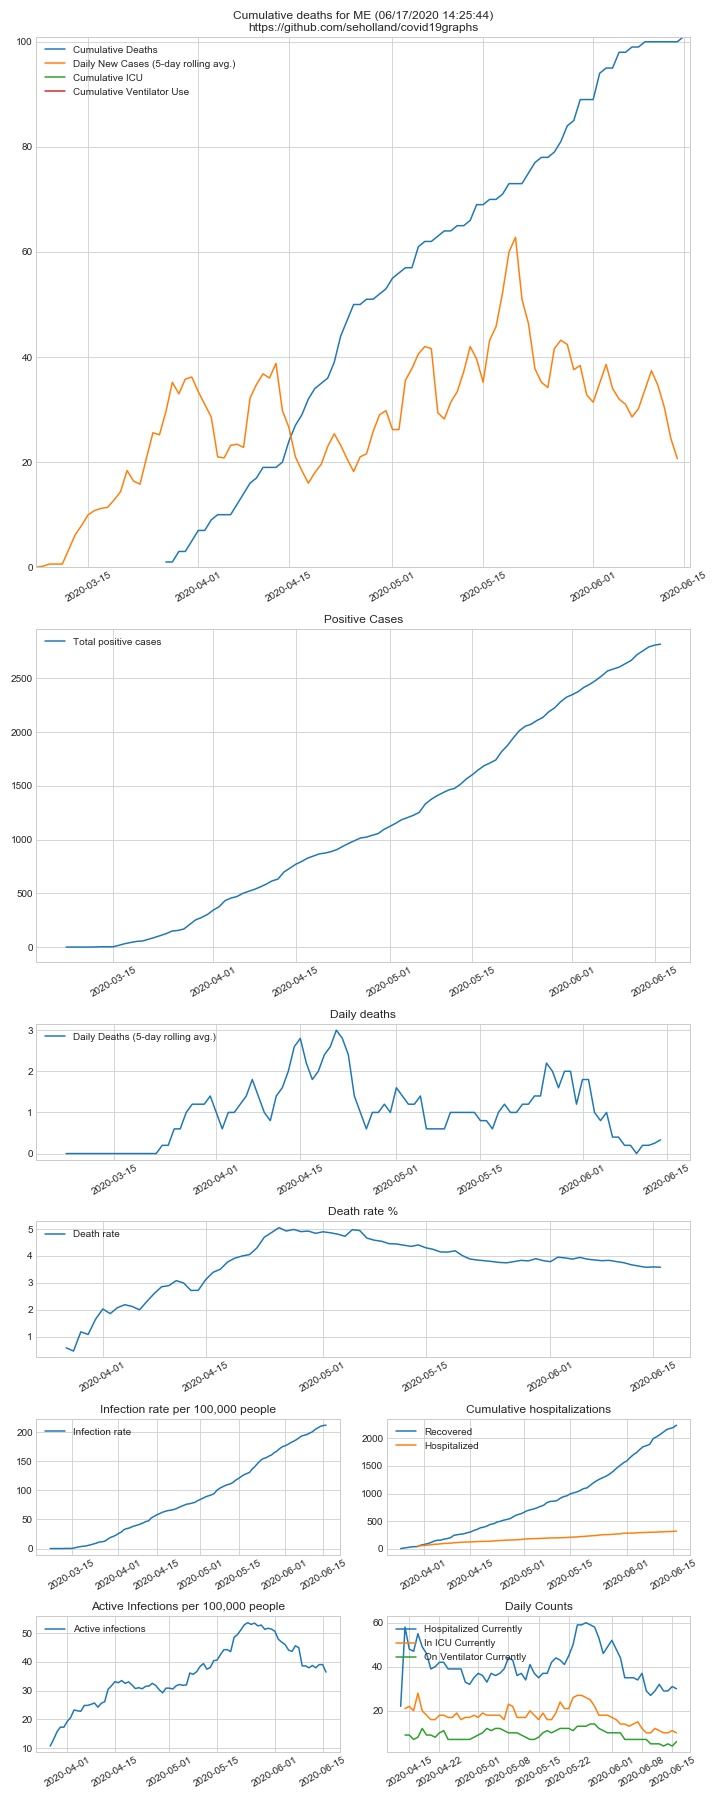 Cumulative deaths for ME (06/17/2020 14:25:44)
https://github.com/seholland/covid19graphs
Cumulative Deaths
Daily New Cases (5-day rolling avg.)
Cumulative ICU
Cumulative Ventilator Use
100
80
60
40
20
0
2020-03-15 2020-04-01 2020-04-15 2020-05-01 2020-05-15 2020-06-01 2020-06-15
Positive Cases
Total positive cases
2500
2000
1500
1000
500
0
2020-03-15 2020-04-01 2020-04-15 2020-05-01 2020-05-15 2020-06-01 2020-06-15
Daily deaths
Daily Deaths (5-day rolling avg.)
3
2
1
0
2020-03-15 2020-04-01 2020-04-15 2020-05-01 2020-05-15 2020-06-01 2020-06-15
Death rate %
Death rate
5
4
3
2
1
2020-04-01 2020-04-15 2020-05-01 2020-05-15 2020-06-01 2020-06-15
Infection rate per 100,000 people
Infection rate
200
150
100
50
0
2020-03-15 2020-04-01 2020-04-15 2020-05-01 2020-05-15 2020-06-01 2020-06-15
Cumulative hospitalizations
Recovered
Hospitalized
2000
1500
1000
500
0
2020-04-01 2020-04-15 2020-05-01 2020-05-15 2020-06-01 2020-06-15
Active Infections per 100,000 people
Active infections
50
40
30
20
10
2020-04-01 2020-04-15 2020-05-01 2020-05-15 2020-06-01 2020-06-15
Daily Counts
Hospitalized Currently
In ICU Currently
On Ventilator Currently
60
40
20
2020-04-15 2020-04-22 2020-05-01 2020-05-08 2020-05-15 2020-05-22 2020-06-01 2020-06-08 2020-06-15